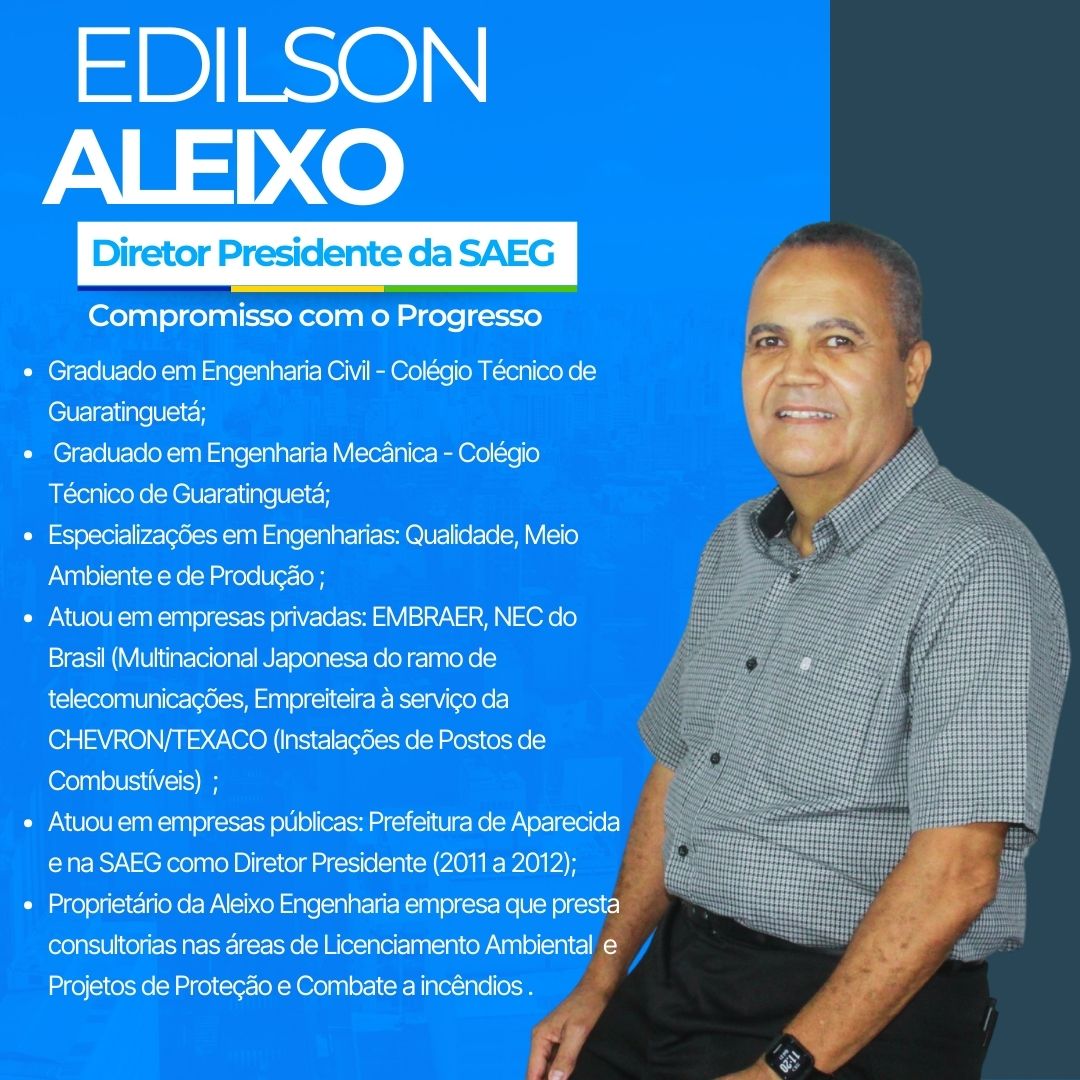 EDILSON
ALEIXO
Diretor Presidente da SAEG
Compromisso com o Progresso
• Graduado em Engenharia Civil - Colégio Técnico de
Guaratinguetá;
• Graduado em Engenharia Mecânica - Colégio
Técnico de Guaratinguetá;
• Especializações em Engenharias: Qualidade, Meio
Ambiente e de Produção ;
• Atuou em empresas privadas: EMBRAER, NEC do
Brasil (Multinacional Japonesa do ramo de
telecomunicações, Empreiteira à serviço da
CHEVRON/TEXACO (Instalações de Postos de
Combustíveis) ;
• Atuou em empresas públicas: Prefeitura de Aparecida
e na SAEG como Diretor Presidente (2011 a 2012);
• Proprietário da Aleixo Engenharia empresa que presta
consultorias nas áreas de Licenciamento Ambiental e
Projetos de Proteção e Combate a incêndios .
11:20